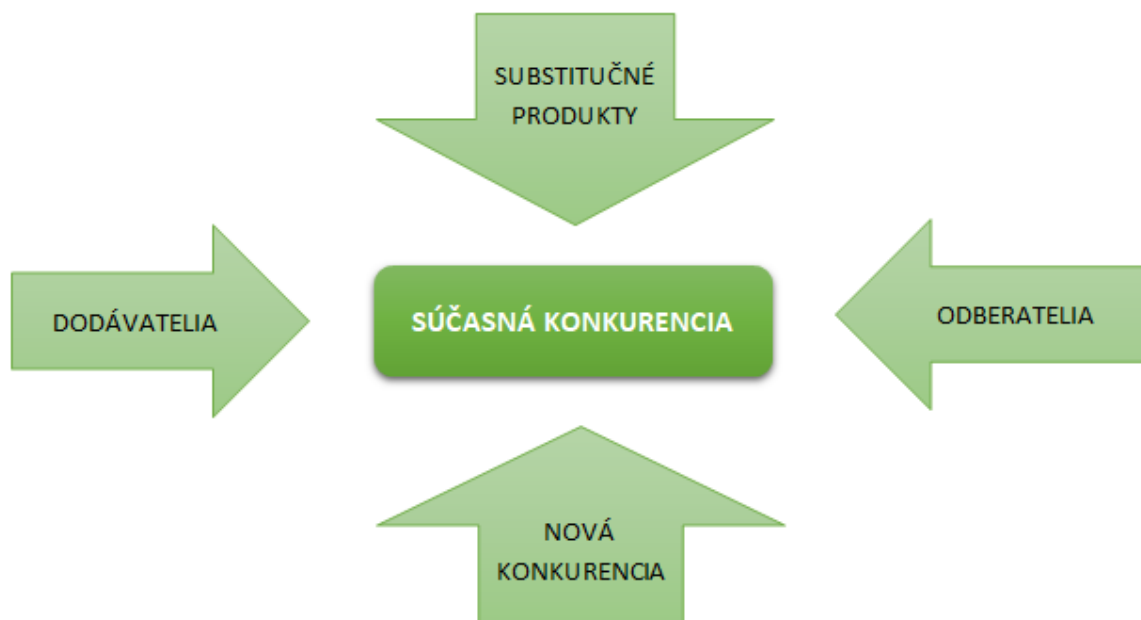 SUBSTITUČNÉ
PRODUKTY
DODÁVATELIA
SÚČASNÁ KONKURENCIA
ODBERATELIA
NOVÁ
KONKURENCIA